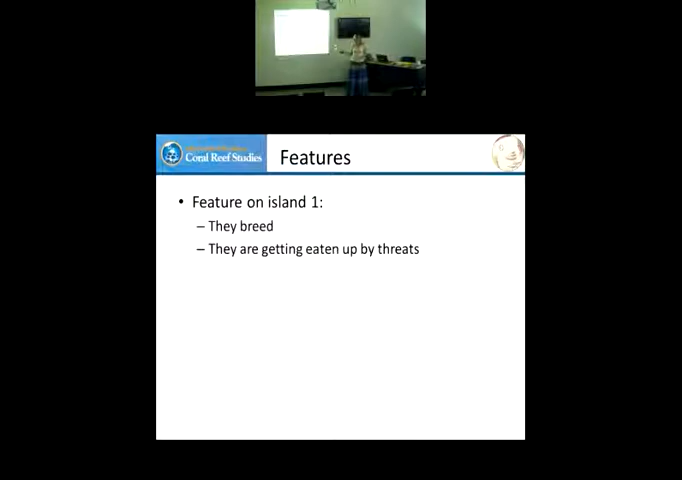 Coral Reef Studies
Features
• Feature on island 1:
– They breed
– They are getting eaten up by threats